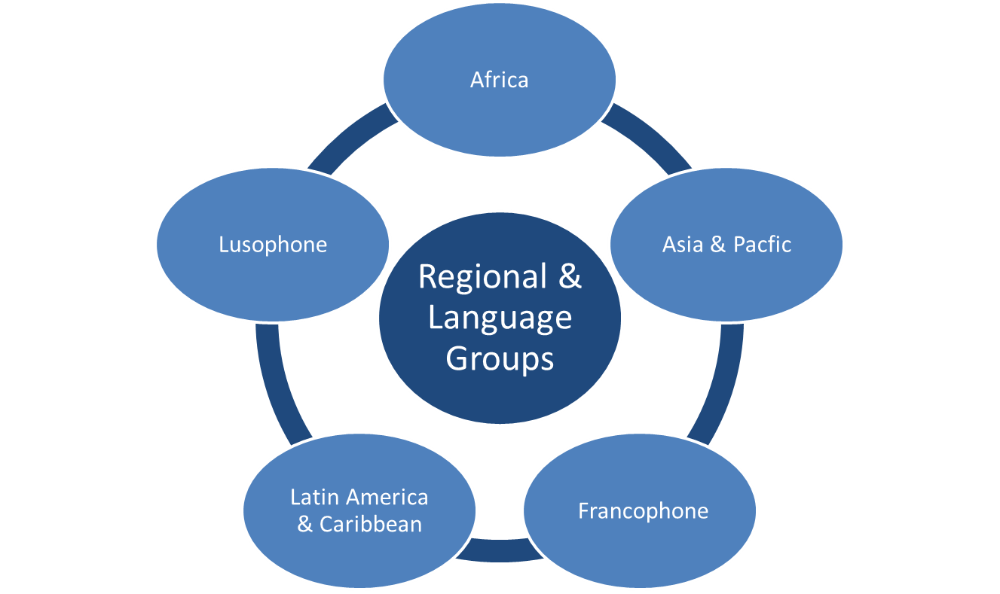 Africa
Lusophone
Asia & Pacfic
Regional &
Language
Groups
Latin America
& Caribbean
Francophone